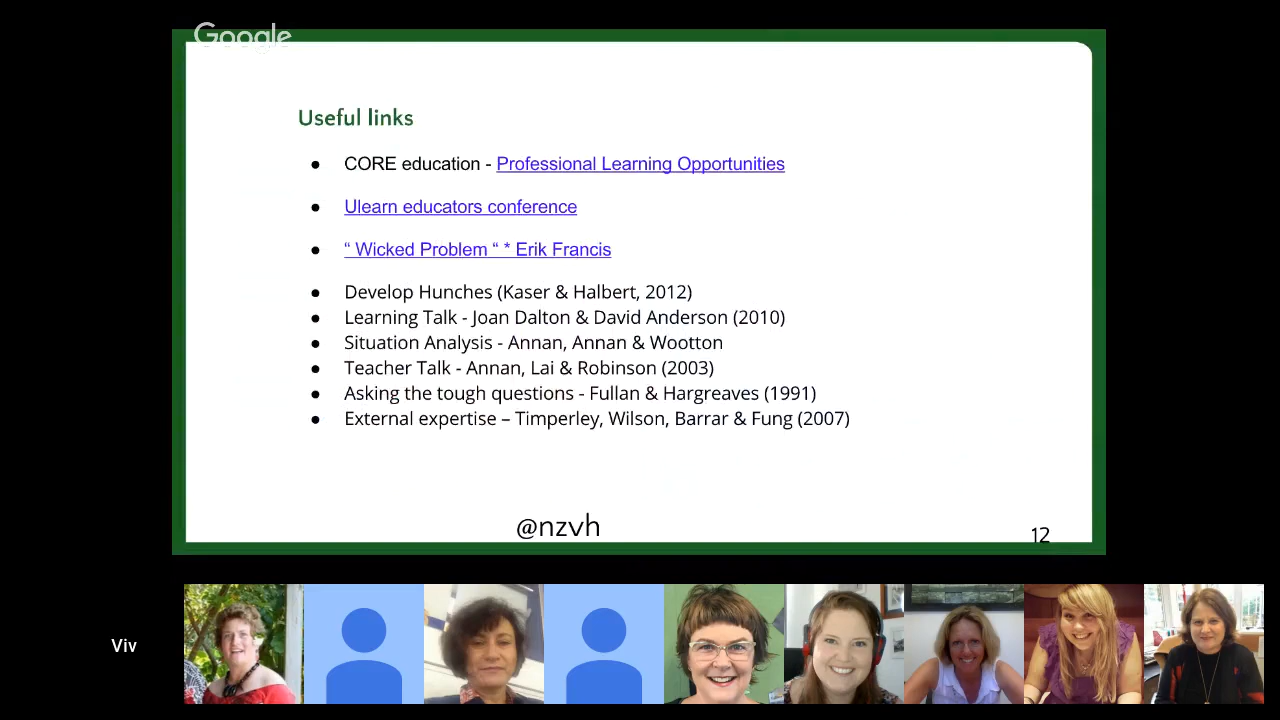 Google
Useful links
● CORE education - Professional Learning Opportunities
● Ulearn educators conference
● “ Wicked Problem “ * Erik Francis
● Develop Hunches (Kaser & Halbert, 2012)
● Learning Talk - Joan Dalton & David Anderson (2010)
● Situation Analysis - Annan, Annan & Wootton
● Teacher Talk - Annan, Lai & Robinson (2003)
● Asking the tough questions - Fullan & Hargreaves (1991)
● External expertise – Timperley, Wilson, Barrar & Fung (2007)
@nzvh
12
Viv